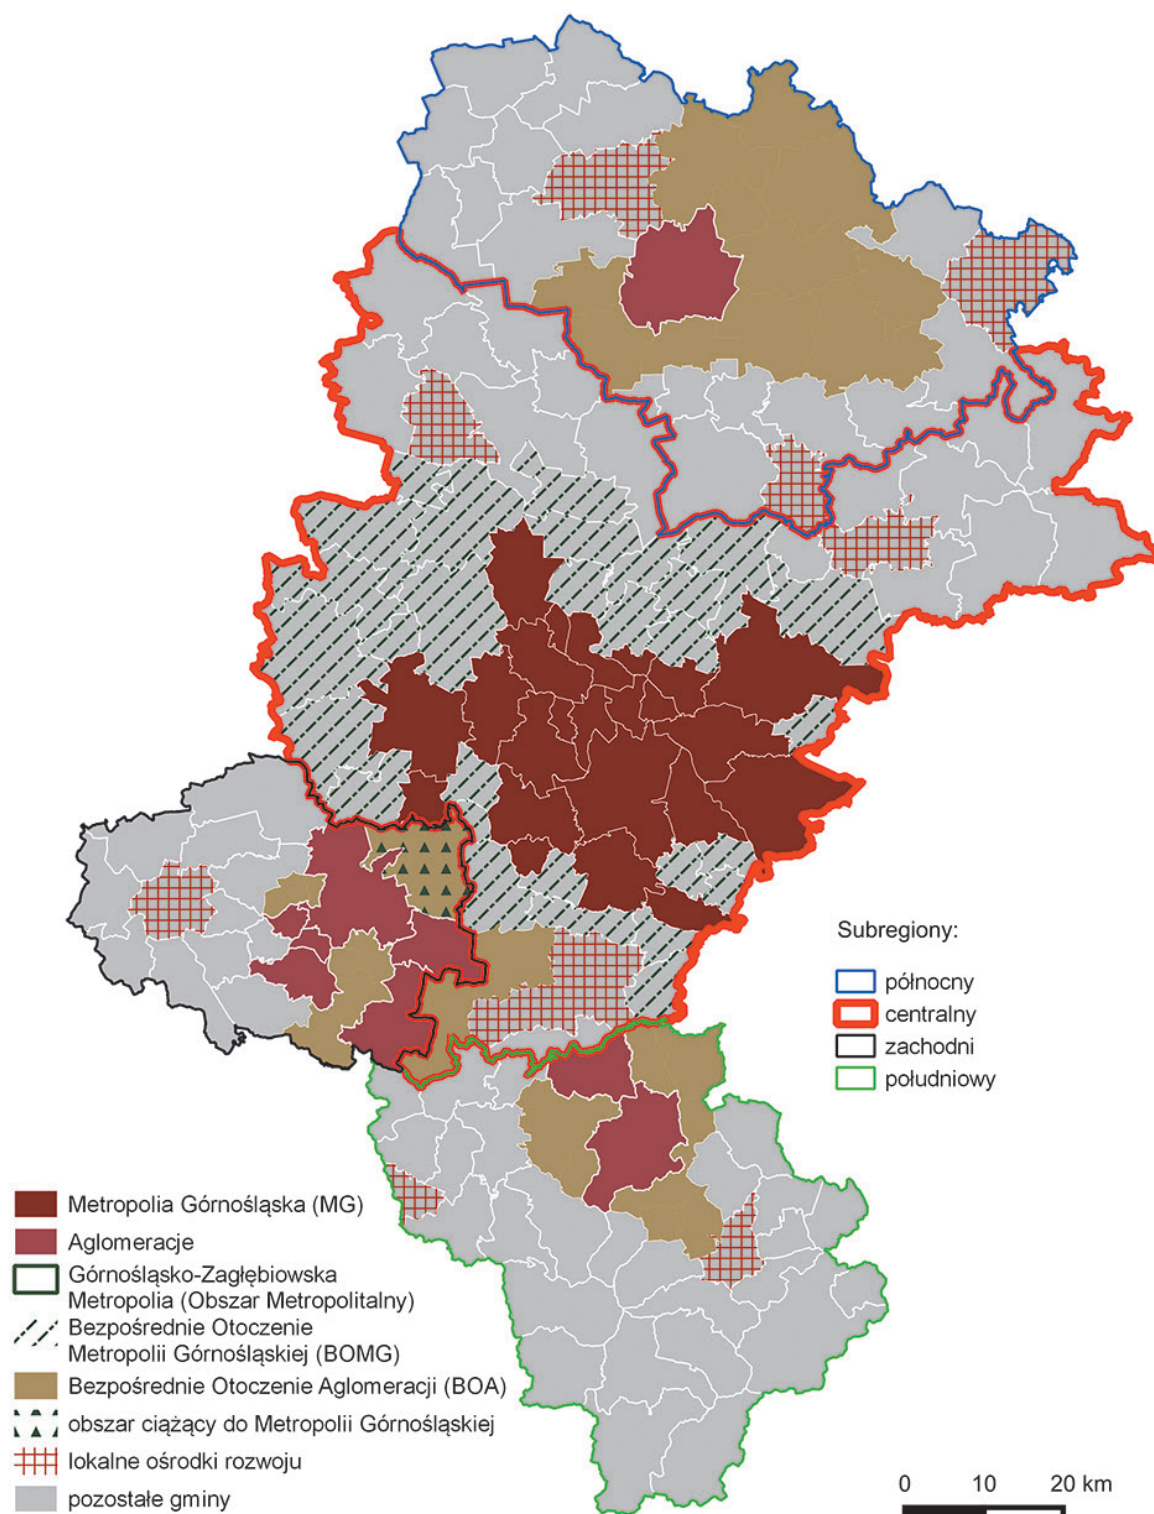 Subregiony:
północny
centralny
zachodni
południowy
Metropolia Górnośląska (MG)
Aglomeracje
Górnośląsko-Zagłębiowska
Metropolia (Obszar Metropolitalny)
Bezpośrednie Otoczenie
Metropolii Górnośląskiej (BOMG)
Bezpośrednie Otoczenie Aglomeracji (BOA)
obszar ciążący do Metropolii Górnośląskiej
lokalne ośrodki rozwoju
pozostałe gminy
0 10 20 km